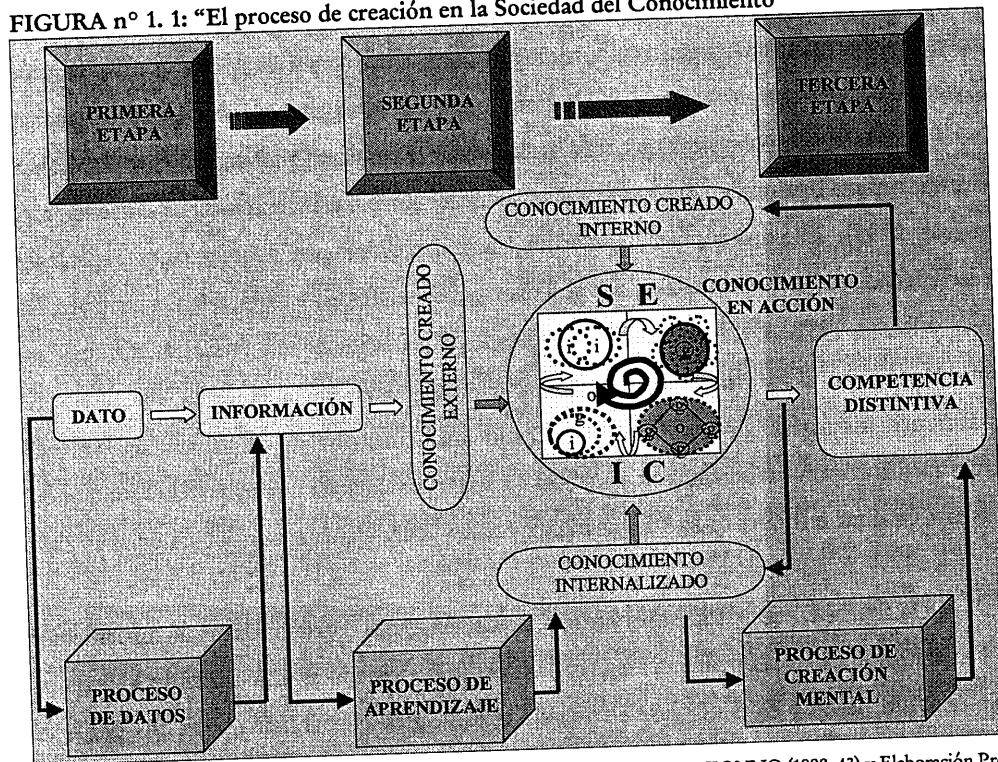 FIGURA n° 1. 1: “El proceso de creación en la Sociedad del Conocimiento”
PRIMERA
ETAPA
SEGUNDA
ETAPA
TERCERA
ETAPA
CONOCIMIENTO CREADO
INTERNO
CONOCIMIENTO CREADO
EXTERNO
S E
CONOCIMIENTO
EN ACCIÓN
i
g
i
o
I C
DATO
INFORMACIÓN
COMPETENCIA
DISTINTIVA
CONOCIMIENTO
INTERNALIZADO
PROCESO
DE DATOS
PROCESO DE
APRENDIZAJE
PROCESO DE
CREACIÓN
MENTAL